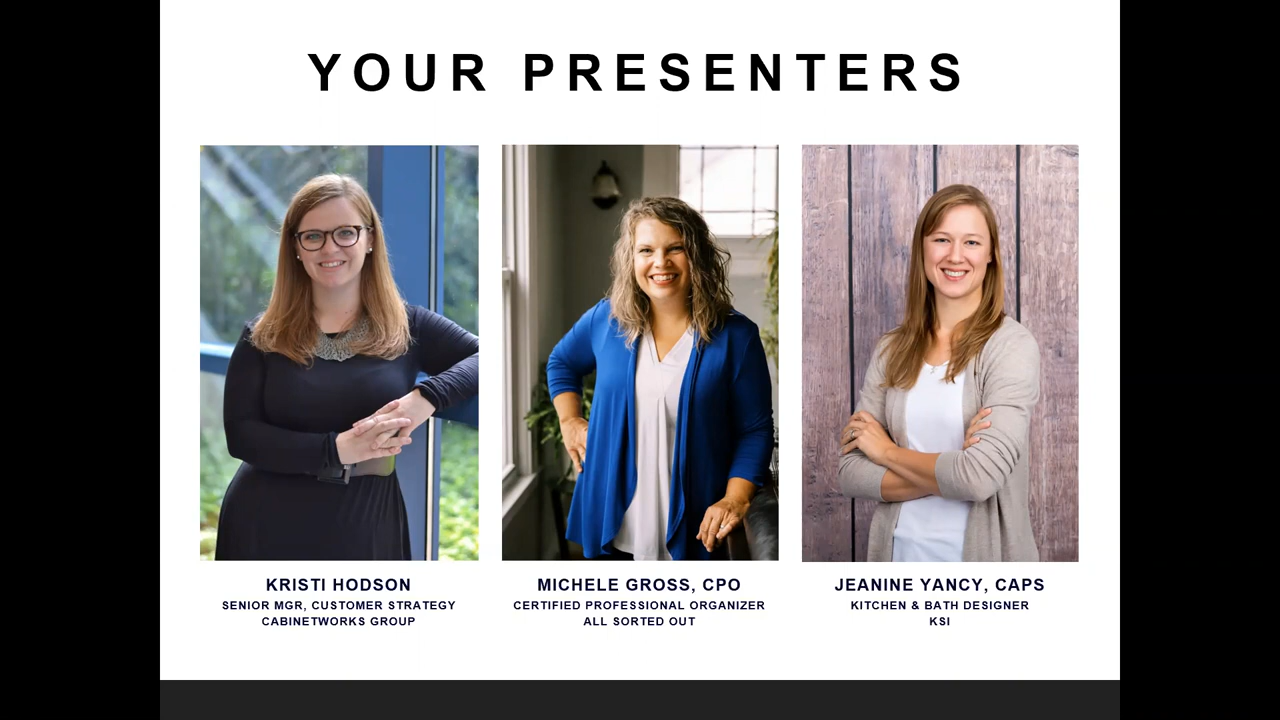 YOUR PRESENTERS
KRISTI HODSON
SENIOR MGR, CUSTOMER STRATEGY
CABINETWORKS GROUP
MICHELE GROSS, CPO
CERTIFIED PROFESSIONAL ORGANIZER
ALL SORTED OUT
JEANINE YANCY, CAPS
KITCHEN & BATH DESIGNER
KSI